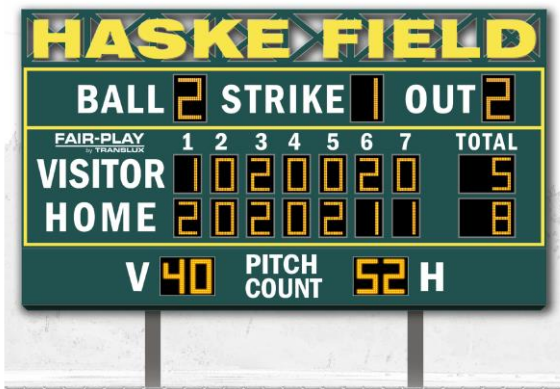 HASKE FIELD
BALL 2 STRIKE 1 OUT 2
FAIR-PLAY 1 2 3 4 5 6 7 TOTAL
by TRANSLUX
VISITOR 1 0 2 0 0 2 0 5
HOME 2 0 2 0 2 1 1 8
V 40 PITCH COUNT 52 H